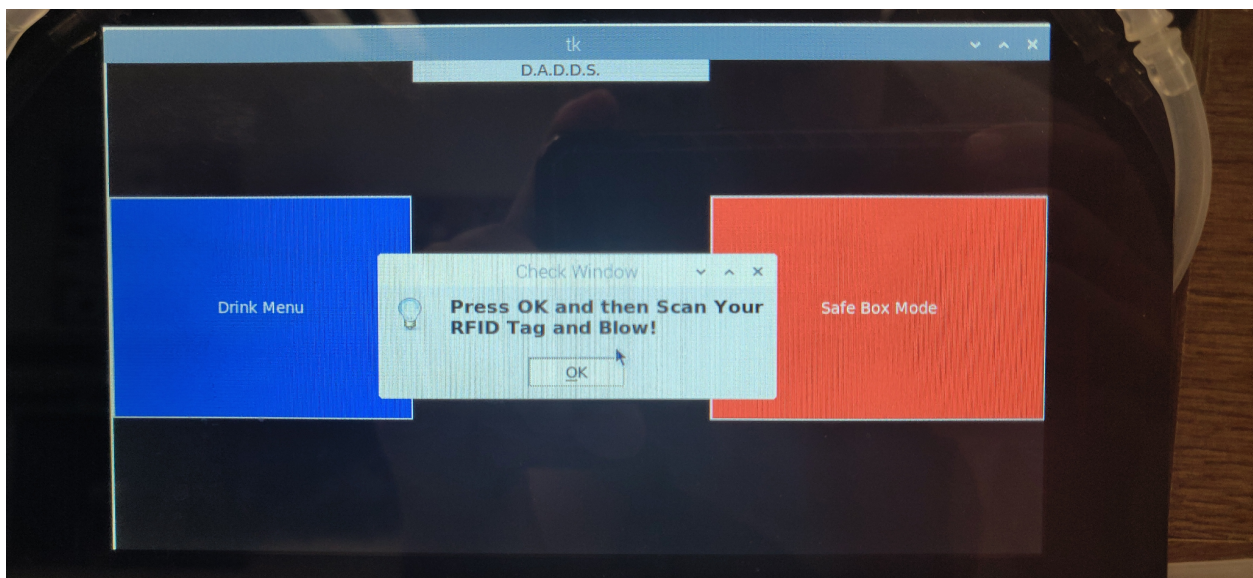 tk
D.A.D.D.S.
Drink Menu
Check Window
Press OK and then Scan Your
RFID Tag and Blow!
OK
Safe Box Mode